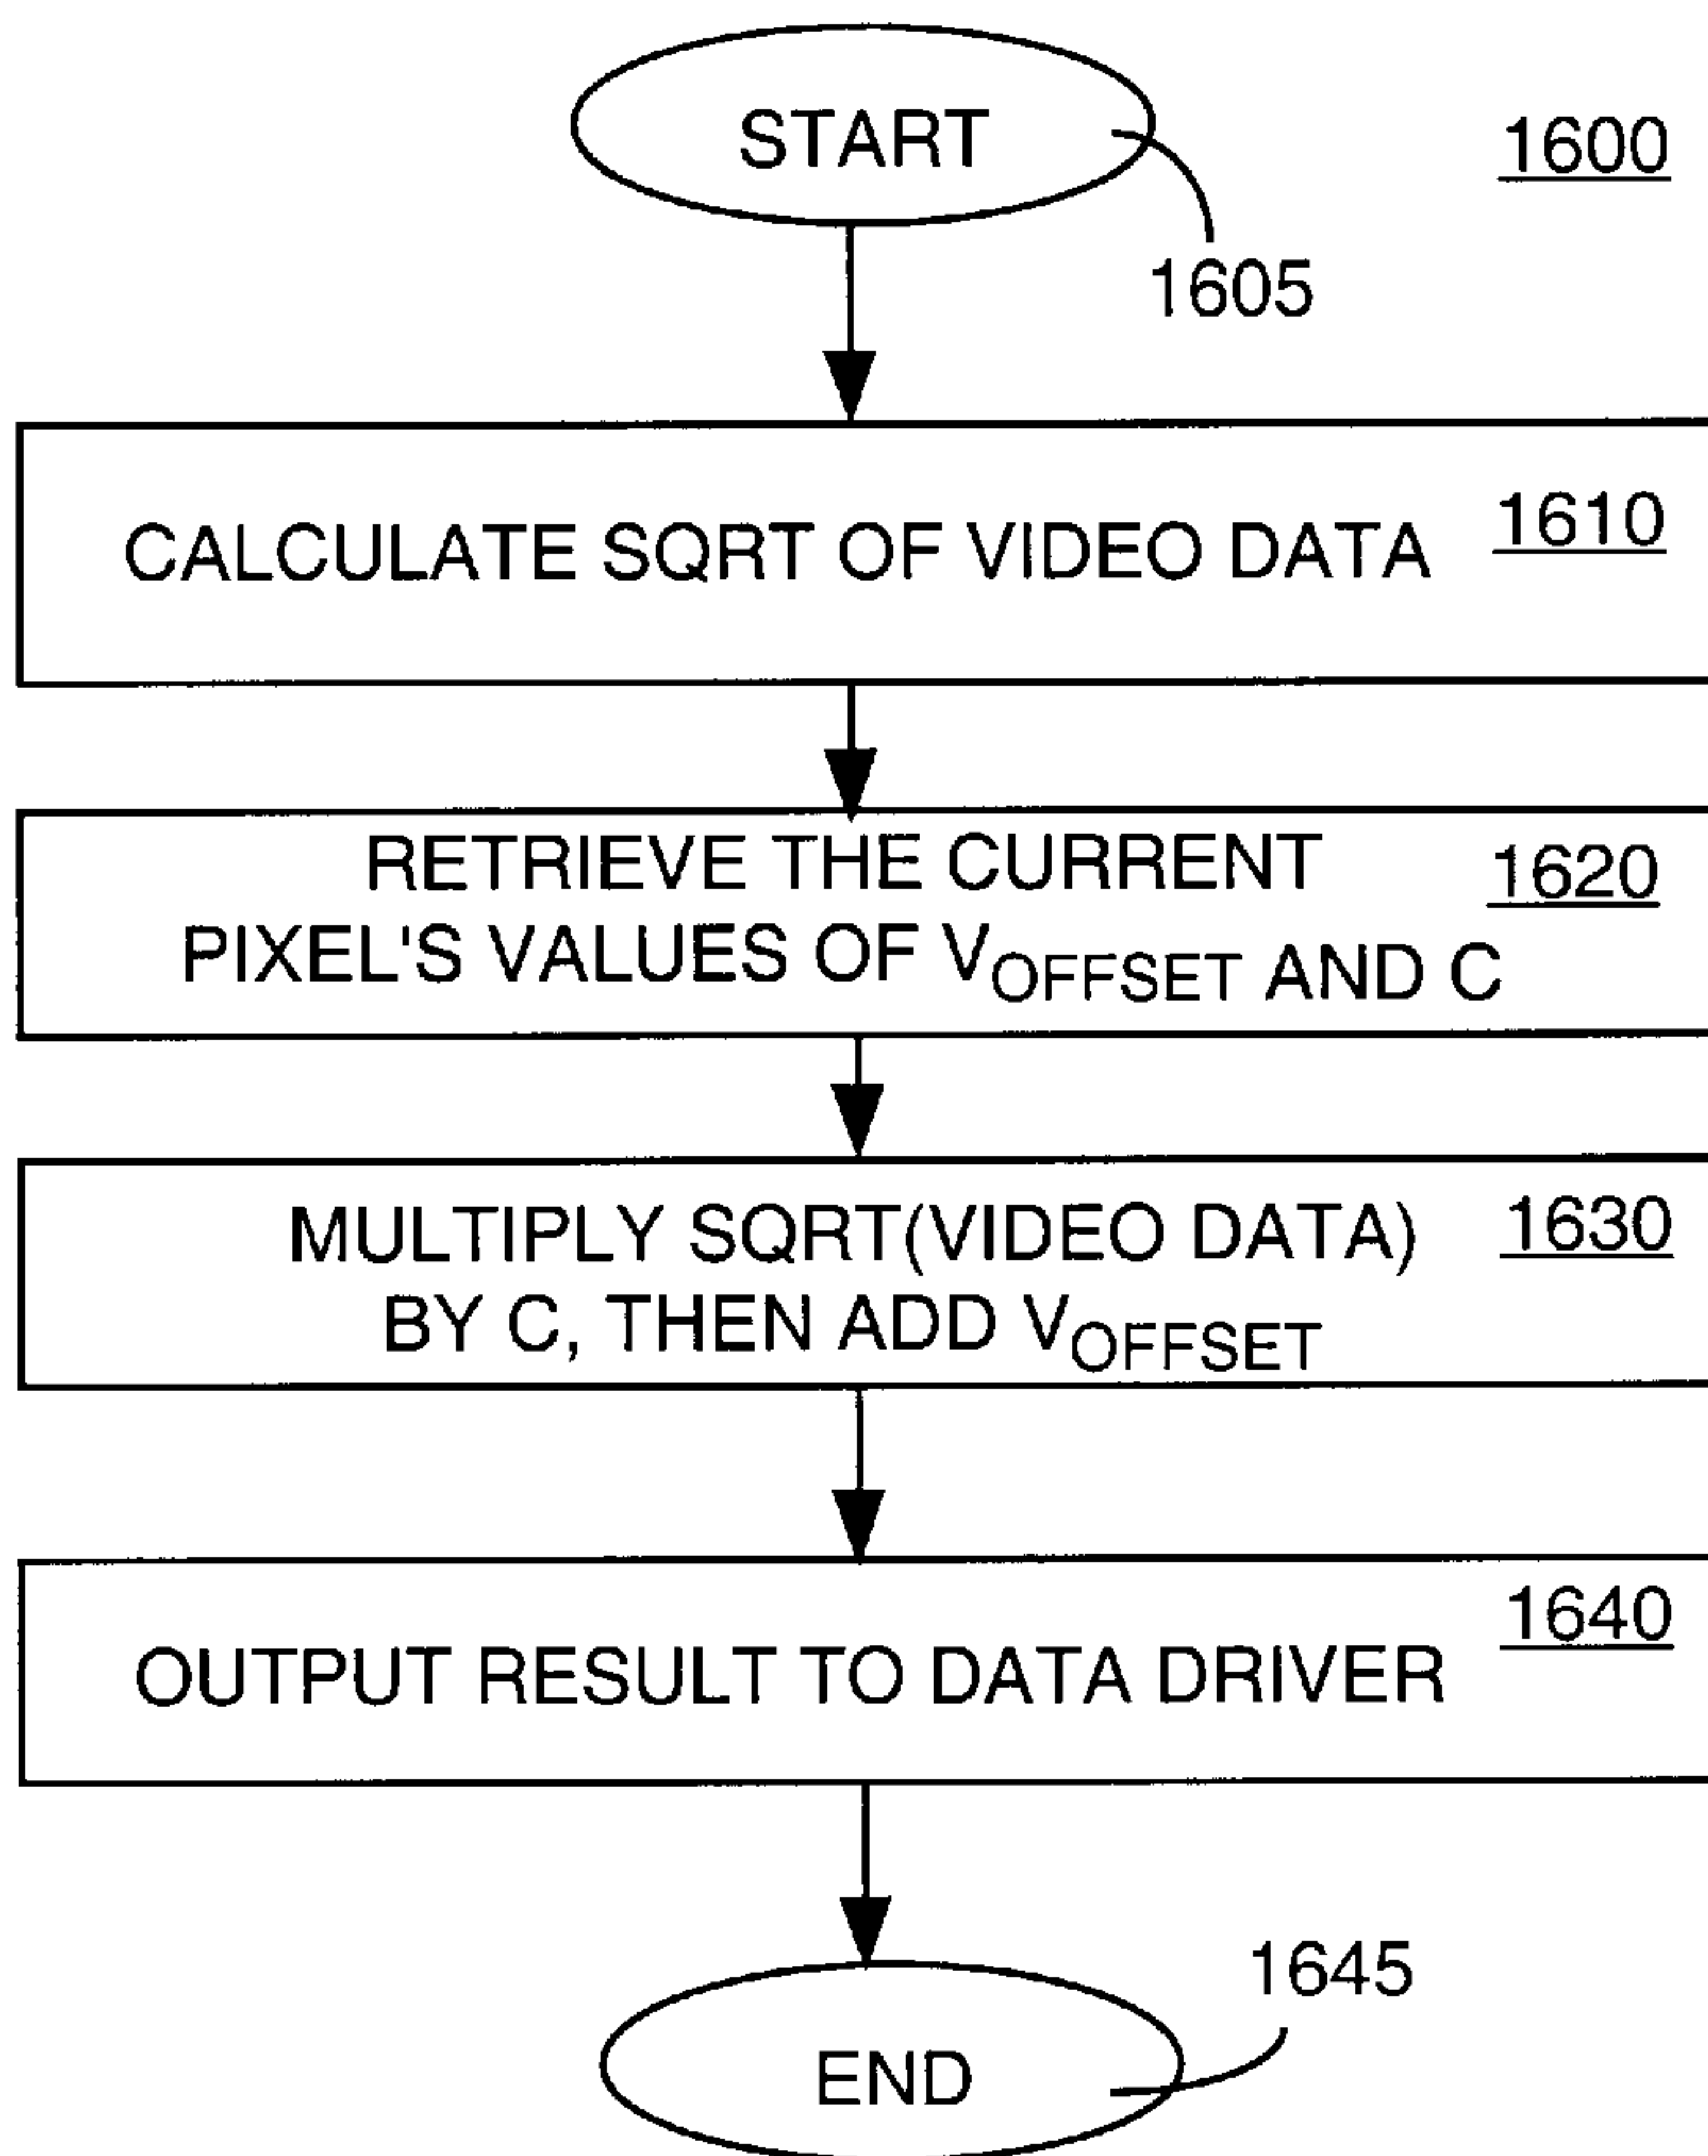 START
1600
1605
CALCULATE SQRT OF VIDEO DATA
1610
RETRIEVE THE CURRENT
1620
PIXEL'S VALUES OF VOFFSET AND C
MULTIPLY SQRT(VIDEO DATA)
1630
BY C, THEN ADD VOFFSET
1640
OUTPUT RESULT TO DATA DRIVER
1645
END